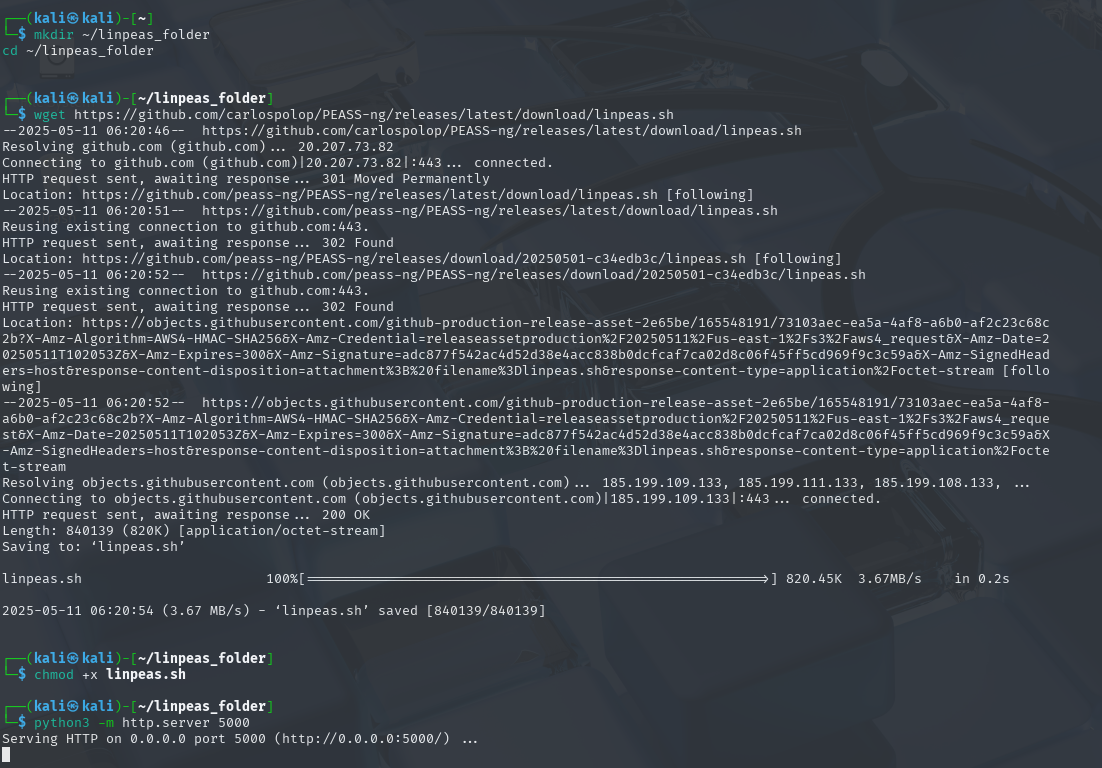 ┌──(kali㉿kali)-[~]
└─$ mkdir ~/linpeas_folder
cd ~/linpeas_folder
┌──(kali㉿kali)-[~/linpeas_folder]
└─$ wget https://github.com/carlospolop/PEASS-ng/releases/latest/download/linpeas.sh
--2025-05-11 06:20:46--  https://github.com/carlospolop/PEASS-ng/releases/latest/download/linpeas.sh
Resolving github.com (github.com)... 20.207.73.82
Connecting to github.com (github.com)|20.207.73.82|:443... connected.
HTTP request sent, awaiting response... 301 Moved Permanently
Location: https://github.com/peass-ng/PEASS-ng/releases/latest/download/linpeas.sh [following]
--2025-05-11 06:20:51--  https://github.com/peass-ng/PEASS-ng/releases/latest/download/linpeas.sh
Reusing existing connection to github.com:443.
HTTP request sent, awaiting response... 302 Found
Location: https://github.com/peass-ng/PEASS-ng/releases/download/20250501-c34edb3c/linpeas.sh [following]
--2025-05-11 06:20:52--  https://github.com/peass-ng/PEASS-ng/releases/download/20250501-c34edb3c/linpeas.sh
Reusing existing connection to github.com:443.
HTTP request sent, awaiting response... 302 Found
Location: https://objects.githubusercontent.com/github-production-release-asset-2e65be/165548191/73103aec-ea5a-4af8-a6b0-af2c23c68c
2b?X-Amz-Algorithm=AWS4-HMAC-SHA256&X-Amz-Credential=releaseassetproduction%2F20250511%2Fus-east-1%2Fs3%2Faws4_request&X-Amz-Date=2
0250511T102053Z&X-Amz-Expires=300&X-Amz-Signature=adc877f542ac4d52d38e4acc838b0dcfcaf7ca02d8c06f45ff5cd969f9c3c59a&X-Amz-SignedHead
ers=host&response-content-disposition=attachment%3B%20filename%3Dlinpeas.sh&response-content-type=application%2Foctet-stream [follo
wing]
--2025-05-11 06:20:52--  https://objects.githubusercontent.com/github-production-release-asset-2e65be/165548191/73103aec-ea5a-4af8-
a6b0-af2c23c68c2b?X-Amz-Algorithm=AWS4-HMAC-SHA256&X-Amz-Credential=releaseassetproduction%2F20250511%2Fus-east-1%2Fs3%2Faws4_reque
st&X-Amz-Date=20250511T102053Z&X-Amz-Expires=300&X-Amz-Signature=adc877f542ac4d52d38e4acc838b0dcfcaf7ca02d8c06f45ff5cd969f9c3c59a&X
-Amz-SignedHeaders=host&response-content-disposition=attachment%3B%20filename%3Dlinpeas.sh&response-content-type=application%2Focte
t-stream
Resolving objects.githubusercontent.com (objects.githubusercontent.com)... 185.199.109.133, 185.199.111.133, 185.199.108.133, ...
Connecting to objects.githubusercontent.com (objects.githubusercontent.com)|185.199.109.133|:443... connected.
HTTP request sent, awaiting response... 200 OK
Length: 840139 (820K) [application/octet-stream]
Saving to: ‘linpeas.sh’
linpeas.sh                       100%[==========================================================>] 820.45K  3.67MB/s    in 0.2s
2025-05-11 06:20:54 (3.67 MB/s) - ‘linpeas.sh’ saved [840139/840139]
┌──(kali㉿kali)-[~/linpeas_folder]
└─$ chmod +x linpeas.sh
┌──(kali㉿kali)-[~/linpeas_folder]
└─$ python3 -m http.server 5000
Serving HTTP on 0.0.0.0 port 5000 (http://0.0.0.0:5000/) ...